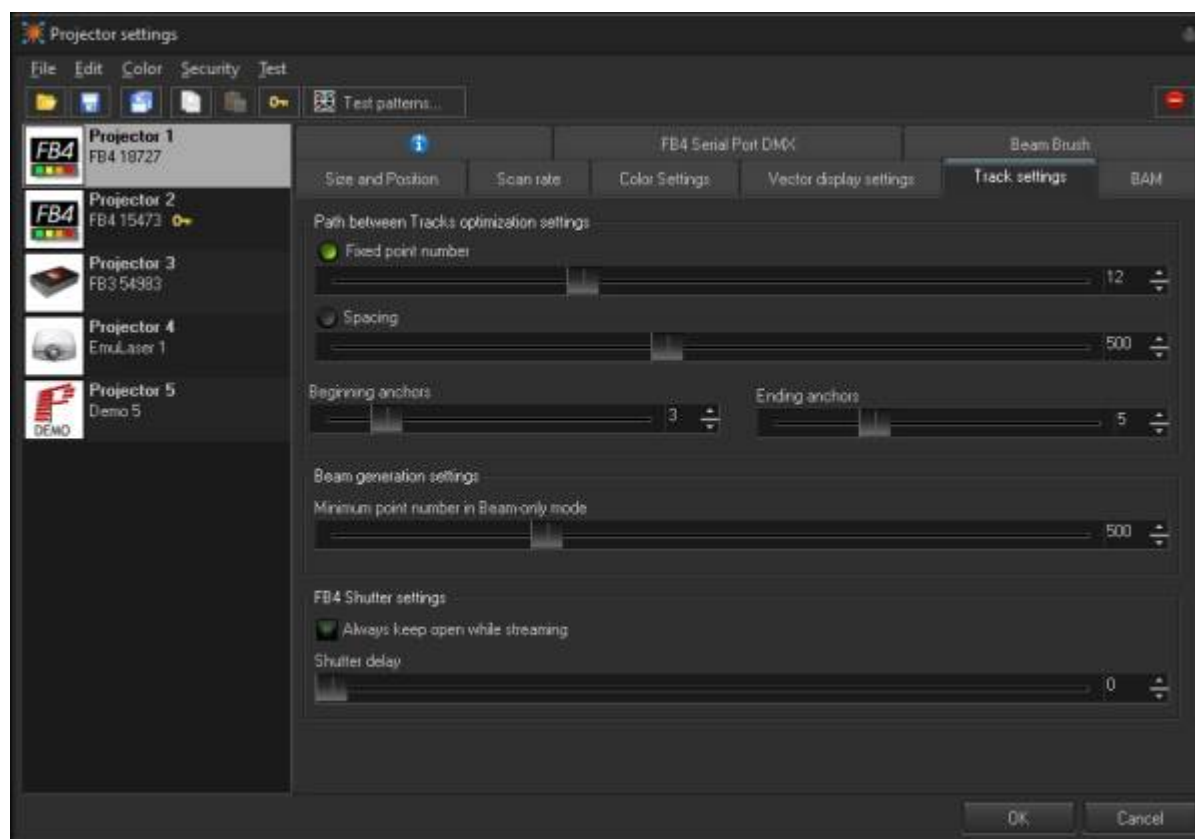 Projector settings
File Edit Color Security Test
Test patterns...
FB4
Projector 1
FB4 18727
FB4
Projector 2
FB4 15473
Projector 3
FB3 54983
Projector 4
EmuLaser 1
DEMO
Projector 5
Demo 5
FB4 Serial Port DMX Beam Brush
Size and Position Scan rate Color Settings Vector display settings Track settings BAM
Path between Tracks optimization settings
Fixed point number
12
Spacing
500
Beginning anchors Ending anchors
3 5
Beam generation settings
Minimum point number in Beam-only mode
500
FB4 Shutter settings
Always keep open while streaming
Shutter delay
0
OK Cancel